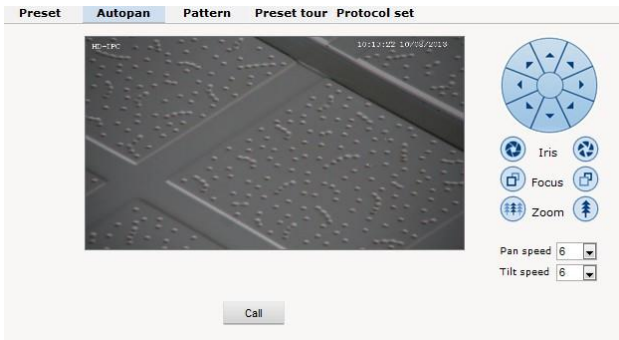 Preset Autopan Pattern Preset tour Protocol set
HD-IPC
Iris
Focus
Zoom
Pan speed 6
Tilt speed 6
Call